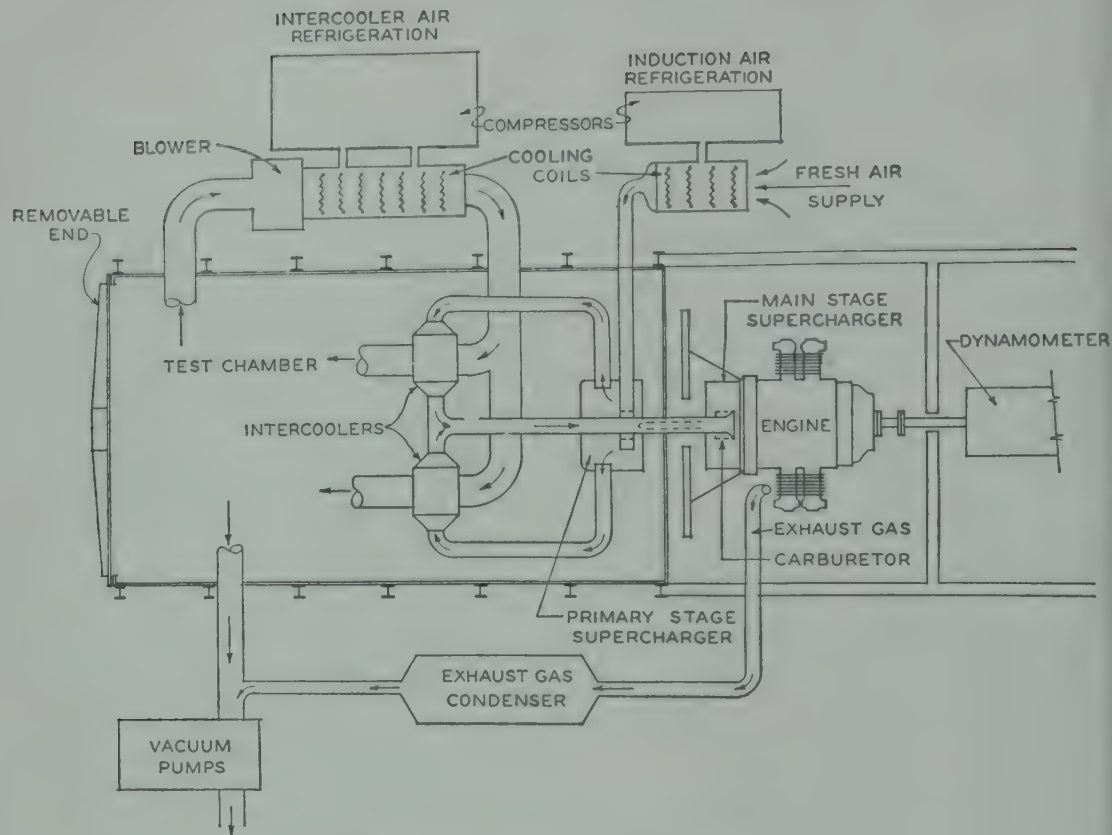 INTERCOOLER AIR
REFRIGERATION
INDUCTION AIR
REFRIGERATION
COMPRESSORS
BLOWER
COOLING
COILS
FRESH AIR
SUPPLY
REMOVABLE
END
MAIN STAGE
SUPERCHARGER
DYNAMOMETER
TEST CHAMBER
INTERCOOLERS
ENGINE
EXHAUST GAS
CARBURETOR
PRIMARY STAGE
SUPERCHARGER
EXHAUST GAS
CONDENSER
VACUUM
PUMPS